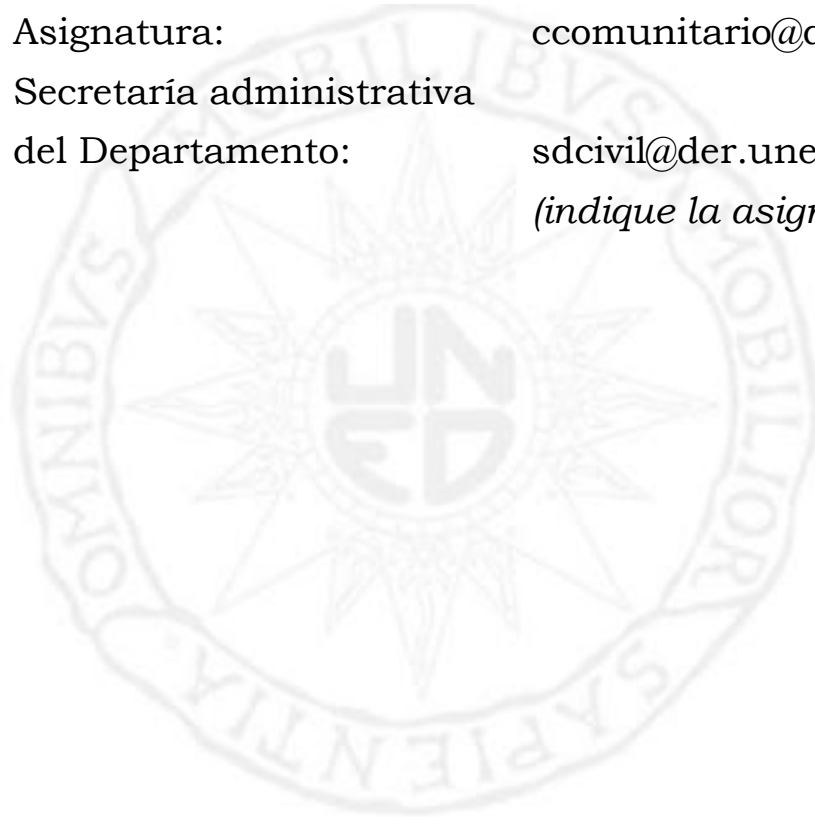 Asignatura: ccomunitario@
Secretaría administrativa
del Departamento: sdcivil@der.une
(indique la asig
OMNIBVS MOBILIBVS MOBILIOR SAPIENTIA
UNED